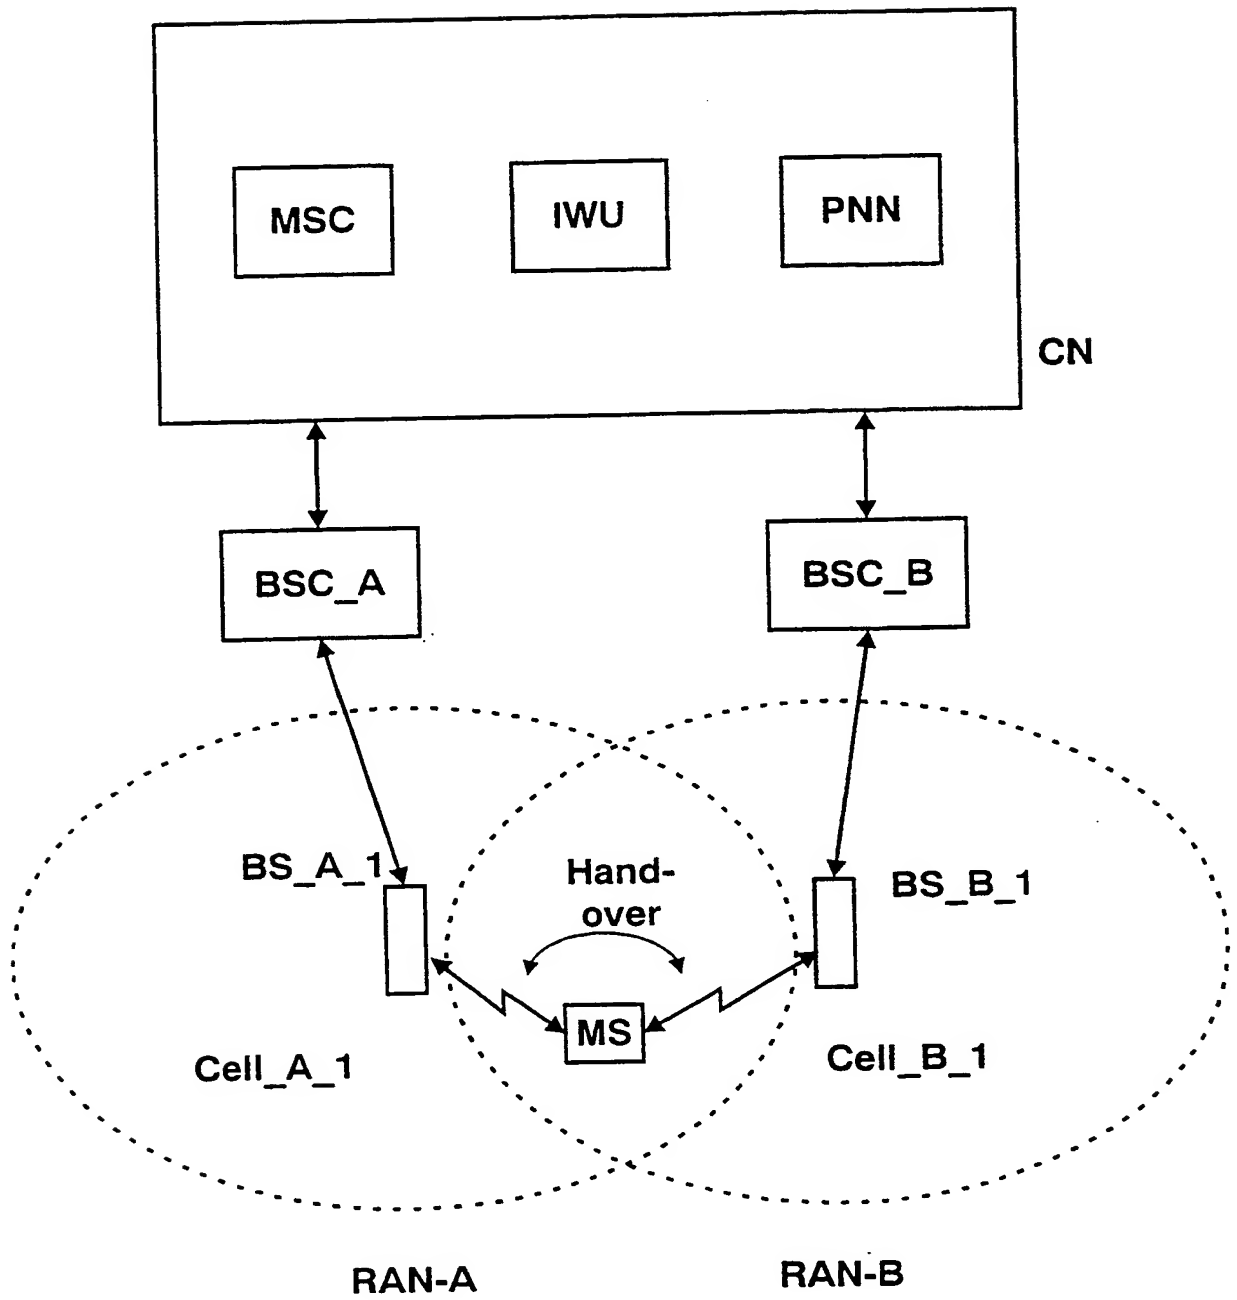 MSC
IWU
PNN
CN
BSC_A
BSC_B
BS_A_1
Hand-
over
BS_B_1
MS
Cell_A_1
Cell_B_1
RAN-A
RAN-B